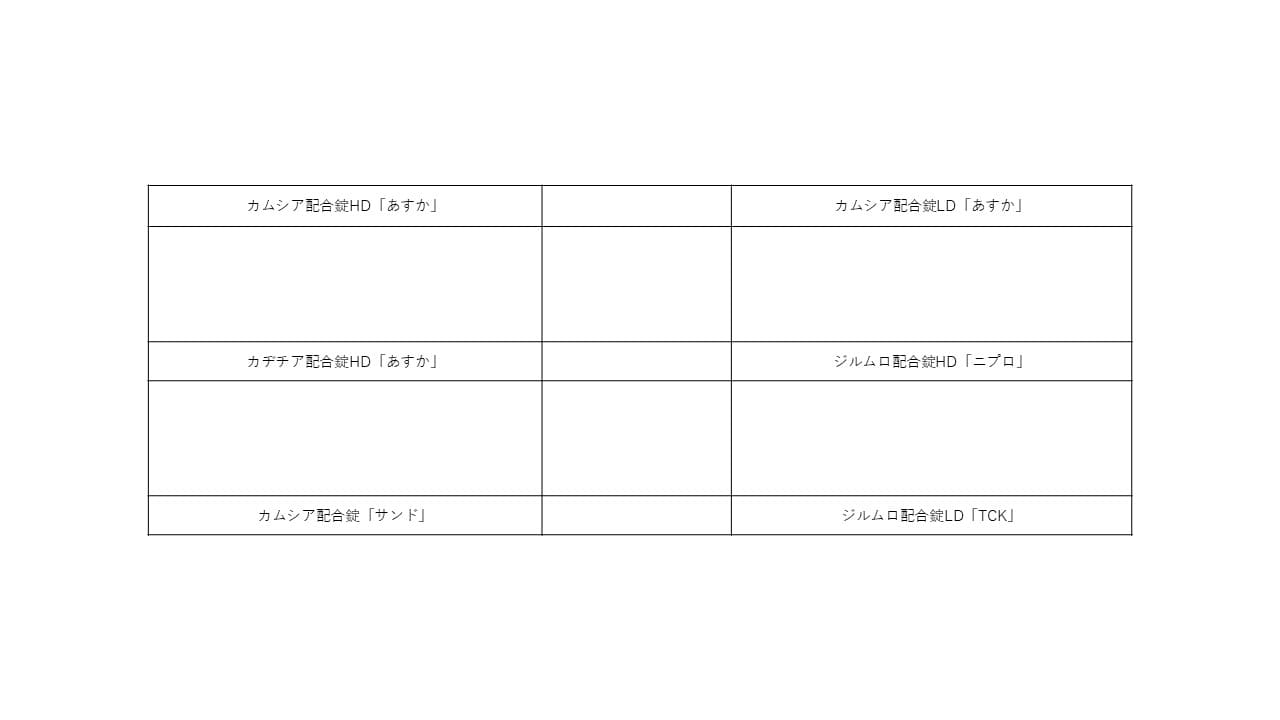 カムシア配合錠HD「あすか」
カムシア配合錠LD「あすか」
カヂチア配合錠HD「あすか」
ジルムロ配合錠HD「ニプロ」
カムシア配合錠「サンド」
ジルムロ配合錠LD「TCK」